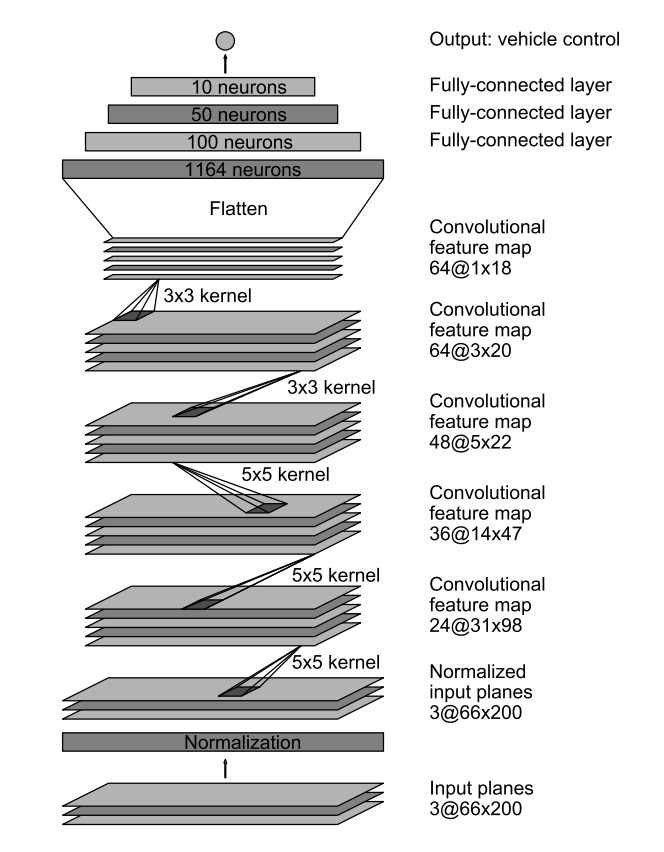 Output: vehicle control
10 neurons
Fully-connected layer
50 neurons
Fully-connected layer
100 neurons
Fully-connected layer
1164 neurons
Flatten
Convolutional
feature map
64@1x18
3x3 kernel
Convolutional
feature map
64@3x20
3x3 kernel
Convolutional
feature map
48@5x22
5x5 kernel
Convolutional
feature map
36@14x47
5x5 kernel
Convolutional
feature map
24@31x98
5x5 kernel
Normalized
input planes
3@66x200
Normalization
Input planes
3@66x200